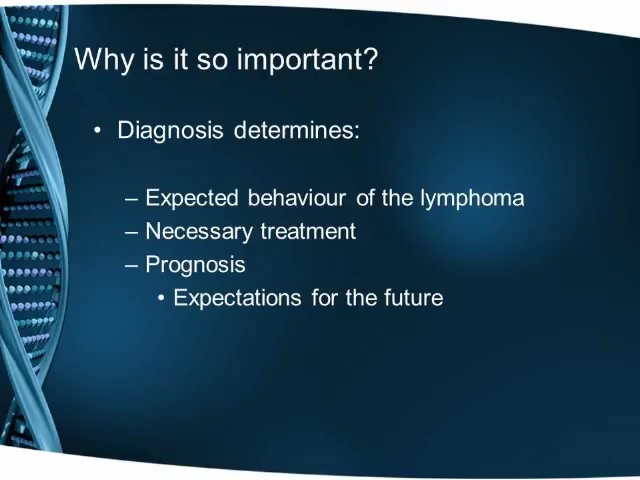 Why is it so important?
• Diagnosis determines:
– Expected behaviour of the lymphoma
– Necessary treatment
– Prognosis
• Expectations for the future